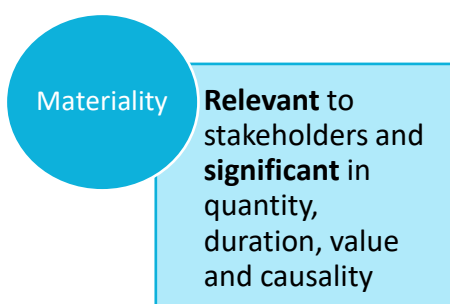 Materiality
Relevant to
stakeholders and
significant in
quantity,
duration, value
and causality